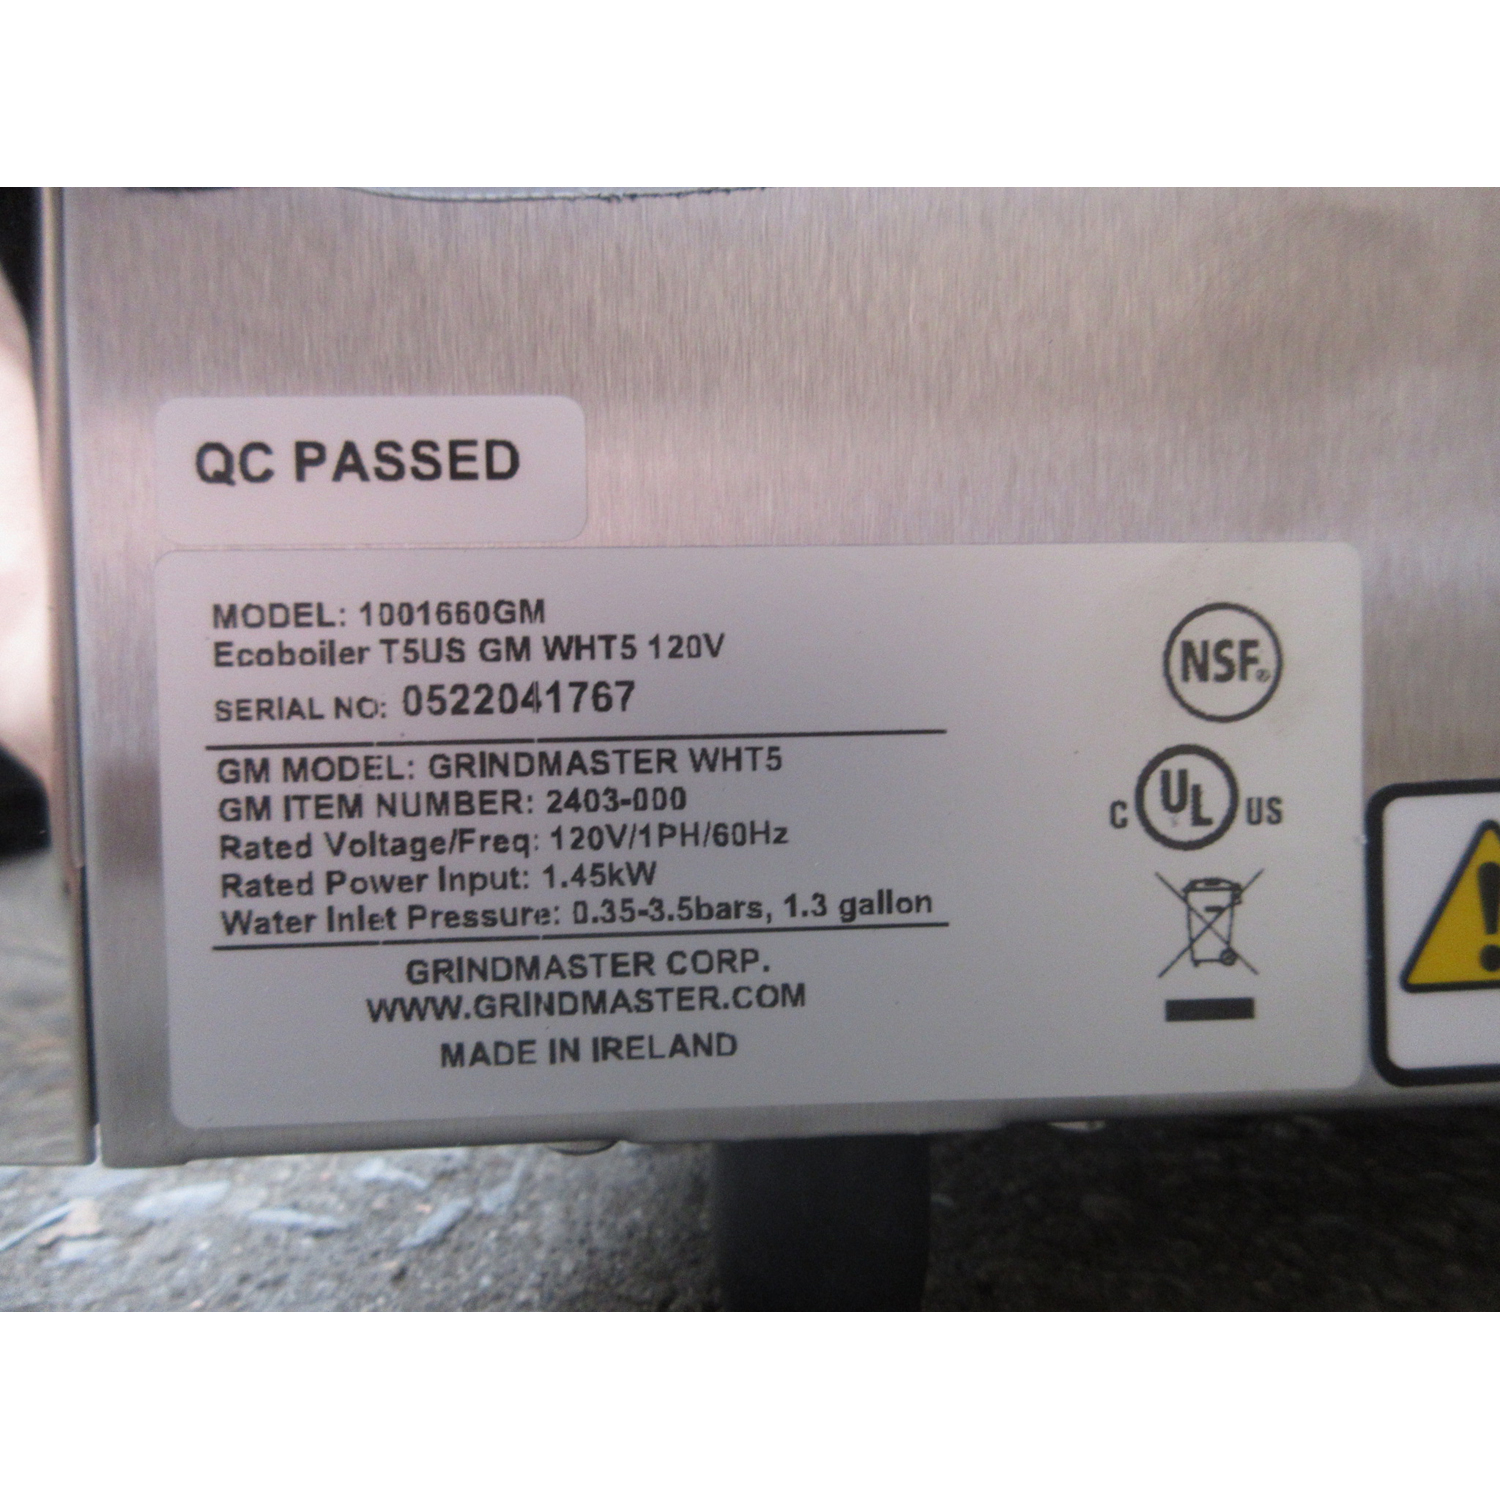 QC PASSED
MODEL: 1001660GM
Ecoboiler T5US GM WHT5 120V
SERIAL NO: 0522041767
GM MODEL: GRINDMASTER WHT5
GM ITEM NUMBER: 2403-000
Rated Voltage/Freq: 120V/1PH/60Hz
Rated Power Input: 1.45kW
Water Inlet Pressure: 0.35-3.5bars, 1.3 gallon
GRINDMASTER CORP.
WWW.GRINDMASTER.COM
MADE IN IRELAND
NSF®
C UL US
!